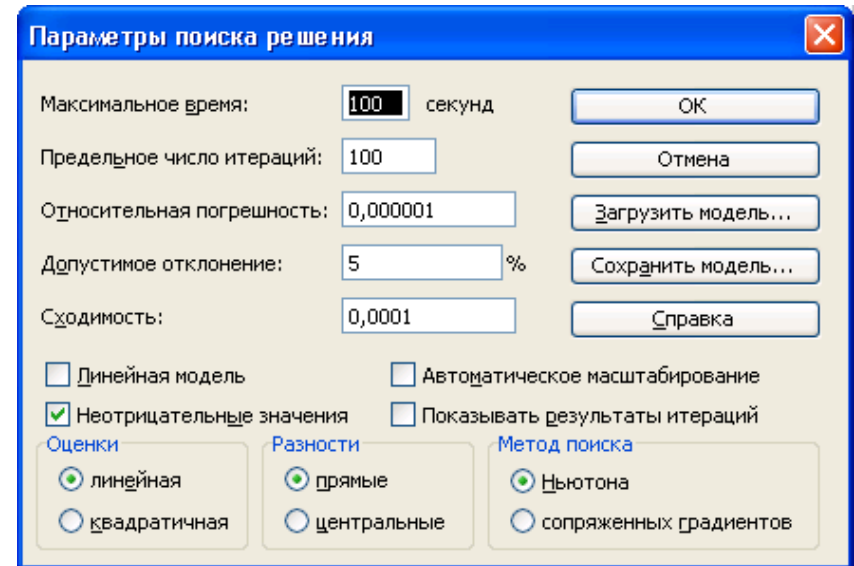 Параметры поиска решения
Максимальное время: 100 секунд OK
Предельное число итераций: 100 Отмена
Относительная погрешность: 0,000001 Загрузить модель...
Допустимое отклонение: 5 % Сохранить модель...
Сходимость: 0,0001 Справка
Линейная модель Автоматическое масштабирование
Неотрицательные значения Показывать результаты итераций
Оценки Разности Метод поиска
линейная прямые Ньютона
квадратичная центральные сопряженных градиентов